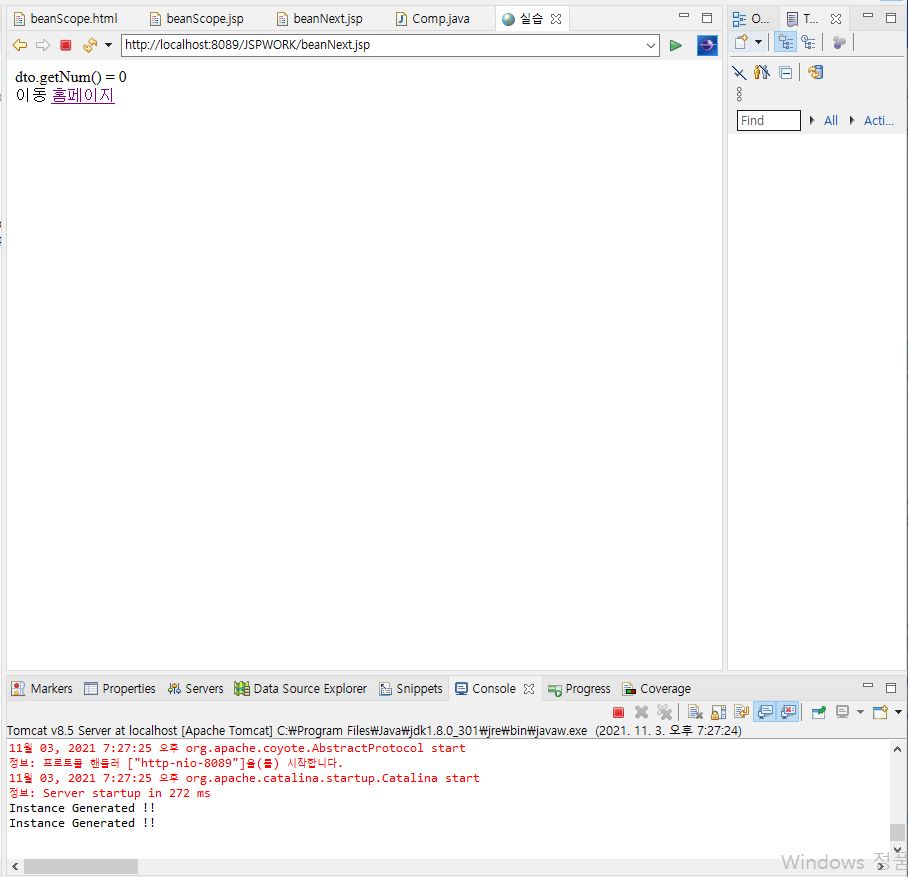 beanScope.html beanScope.jsp beanNext.jsp Comp.java 실습 O... T...
http://localhost:8089/JSPWORK/beanNext.jsp
dto.getNum() = 0
이동 홈페이지
Find All Acti...
Markers Properties Servers Data Source Explorer Snippets Console Progress Coverage
Tomcat v8.5 Server at localhost [Apache Tomcat] C:₩Program Files₩Java₩jdk1.8.0_301₩jre₩bin₩javaw.exe (2021. 11. 3. 오후 7:27:24)
11월 03, 2021 7:27:25 오후 org.apache.coyote.AbstractProtocol start
정보: 프로토콜 핸들러 ["http-nio-8089"]을(를) 시작합니다.
11월 03, 2021 7:27:25 오후 org.apache.catalina.startup.Catalina start
정보: Server startup in 272 ms
Instance Generated !!
Instance Generated !!
Windows 정품